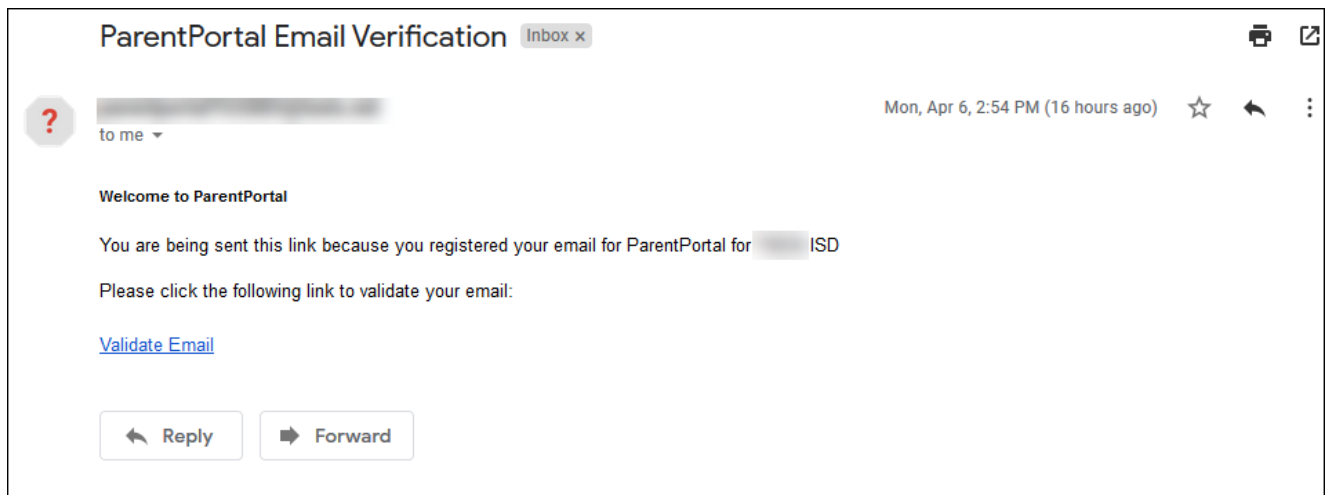 ParentPortal Email Verification Inbox x
?
Mon, Apr 6, 2:54 PM (16 hours ago)
to me
Welcome to ParentPortal
You are being sent this link because you registered your email for ParentPortal for ISD
Please click the following link to validate your email:
Validate Email
Reply Forward